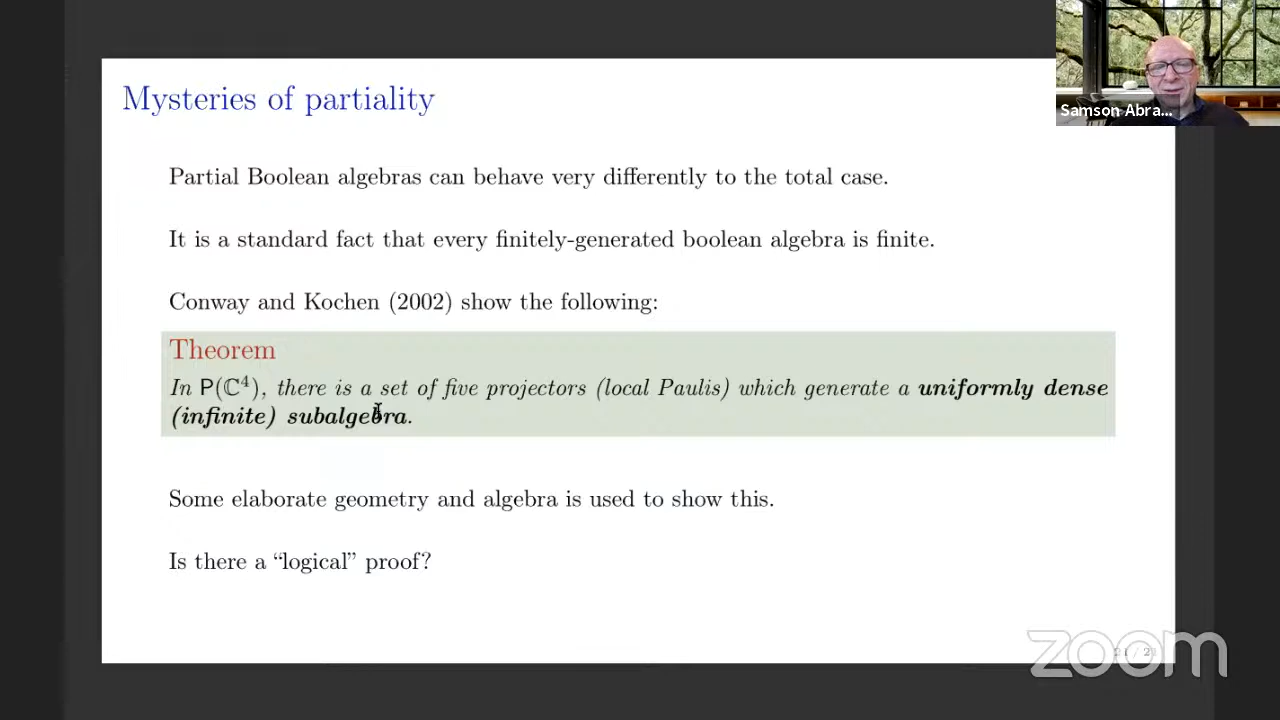 Mysteries of partiality
Samson Abra...
Partial Boolean algebras can behave very differently to the total case.
It is a standard fact that every finitely-generated boolean algebra is finite.
Conway and Kochen (2002) show the following:
Theorem
In P(ℂ⁴), there is a set of five projectors (local Paulis) which generate a uniformly dense
(infinite) subalgebra.
Some elaborate geometry and algebra is used to show this.
Is there a “logical” proof?
zoom